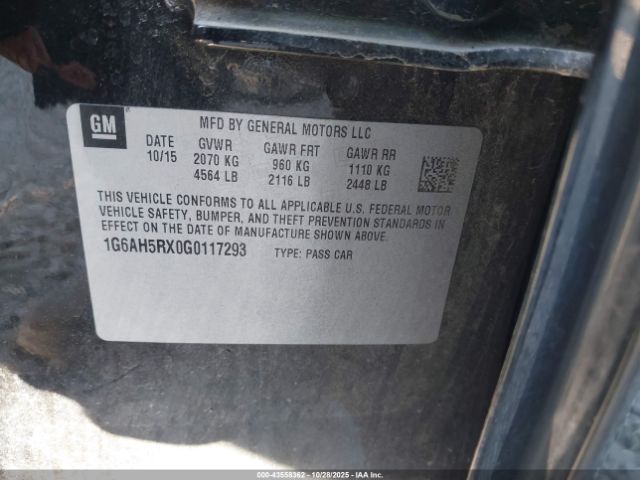 GM
MFD BY GENERAL MOTORS LLC
DATE GVWR GAWR FRT GAWR RR
10/15 2070 KG 960 KG 1110 KG
4564 LB 2116 LB 2448 LB
THIS VEHICLE CONFORMS TO ALL APPLICABLE U.S. FEDERAL MOTOR
VEHICLE SAFETY, BUMPER, AND THEFT PREVENTION STANDARDS IN
EFFECT ON THE DATE OF MANUFACTURE SHOWN ABOVE.
1G6AH5RX0G0117293 TYPE: PASS CAR
000-43558362 - 10/28/2025 - IAAI.COM